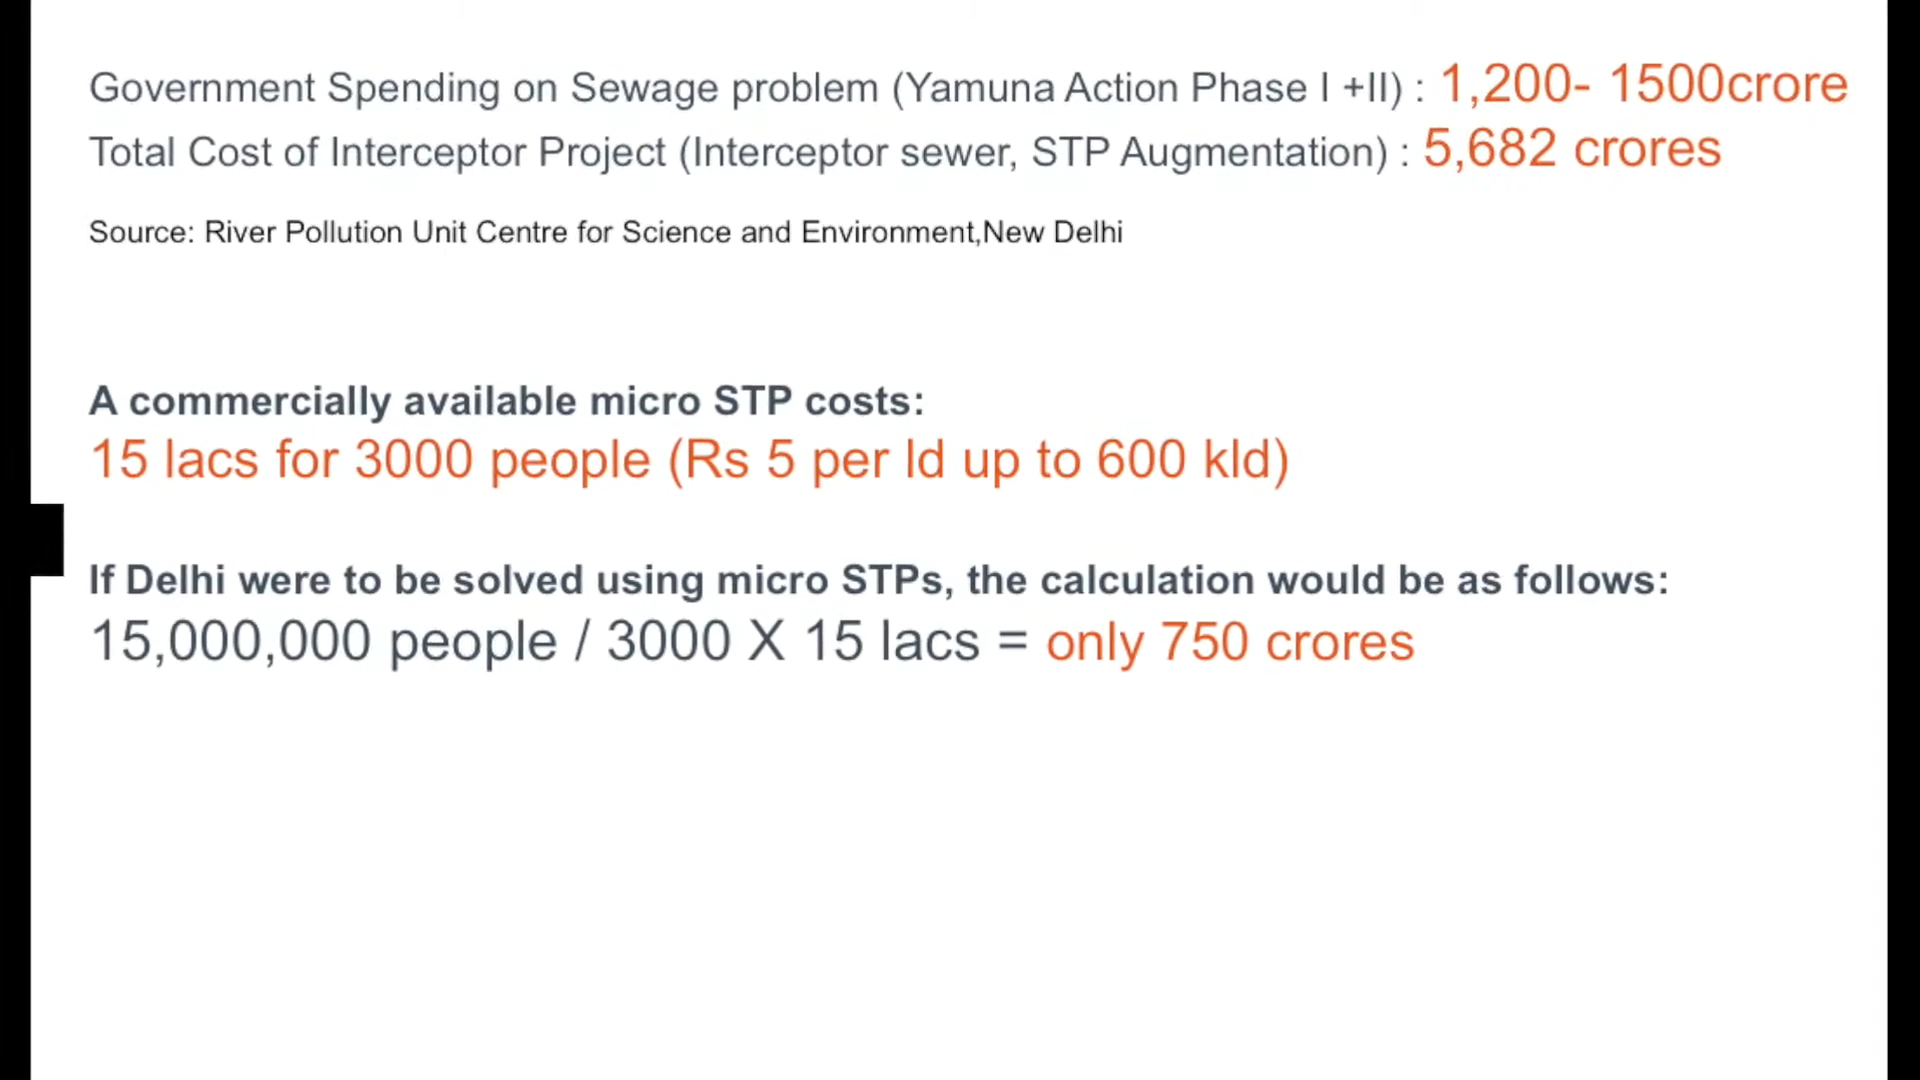 Government Spending on Sewage problem (Yamuna Action Phase I +II) : 1,200- 1500crore
Total Cost of Interceptor Project (Interceptor sewer, STP Augmentation) : 5,682 crores
Source: River Pollution Unit Centre for Science and Environment,New Delhi
A commercially available micro STP costs:
15 lacs for 3000 people (Rs 5 per ld up to 600 kld)
If Delhi were to be solved using micro STPs, the calculation would be as follows:
15,000,000 people / 3000 X 15 lacs = only 750 crores